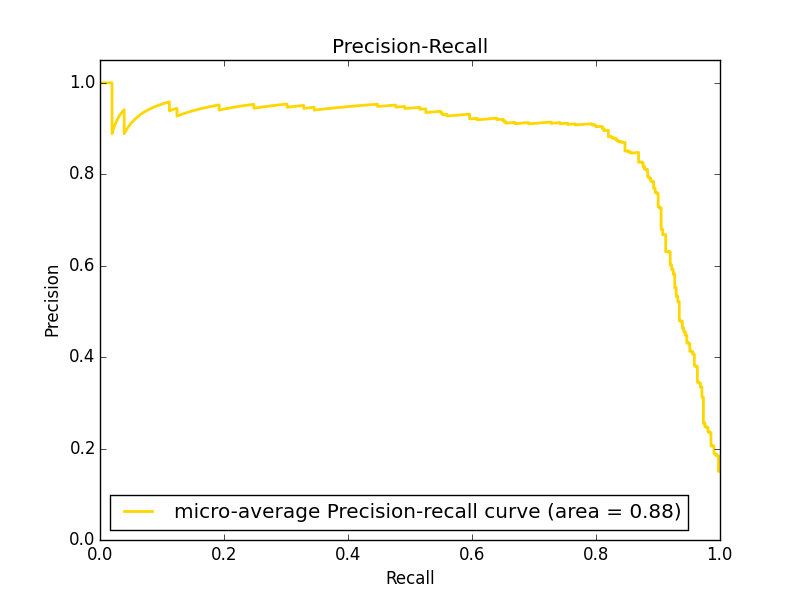 Precision-Recall
1.0
0.8
0.6
0.4
0.2
0.0
Precision
micro-average Precision-recall curve (area = 0.88)
0.0 0.2 0.4 0.6 0.8 1.0
Recall